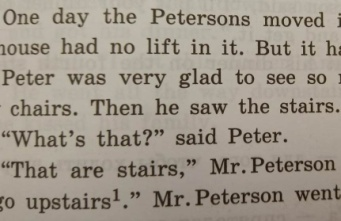 One day the Petersons moved
house had no lift in it. But it
Peter was very glad to see so
chairs. Then he saw the stairs.
“What’s that?” said Peter.
“That are stairs,” Mr. Peterson
upstairs¹.” Mr. Peterson went